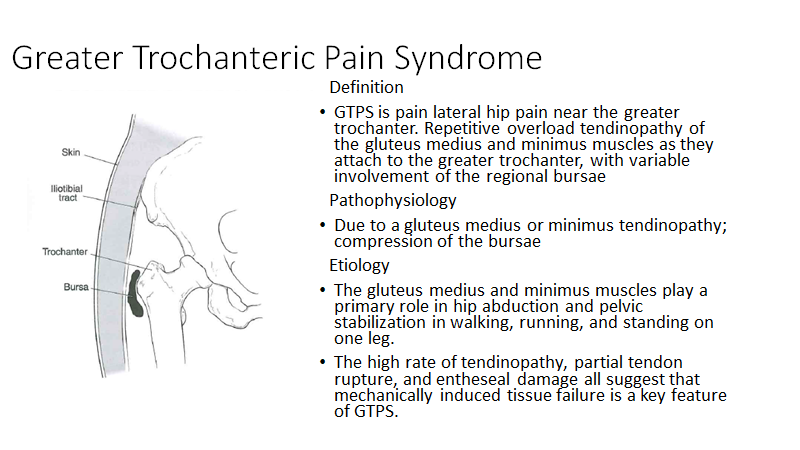 Greater Trochanteric Pain Syndrome
Skin
Iliotibial
tract
Trochanter
Bursa
Definition
• GTPS is pain lateral hip pain near the greater
trochanter. Repetitive overload tendinopathy of
the gluteus medius and minimus muscles as they
attach to the greater trochanter, with variable
involvement of the regional bursae
Pathophysiology
• Due to a gluteus medius or minimus tendinopathy;
compression of the bursae
Etiology
• The gluteus medius and minimus muscles play a
primary role in hip abduction and pelvic
stabilization in walking, running, and standing on
one leg.
• The high rate of tendinopathy, partial tendon
rupture, and entheseal damage all suggest that
mechanically induced tissue failure is a key feature
of GTPS.